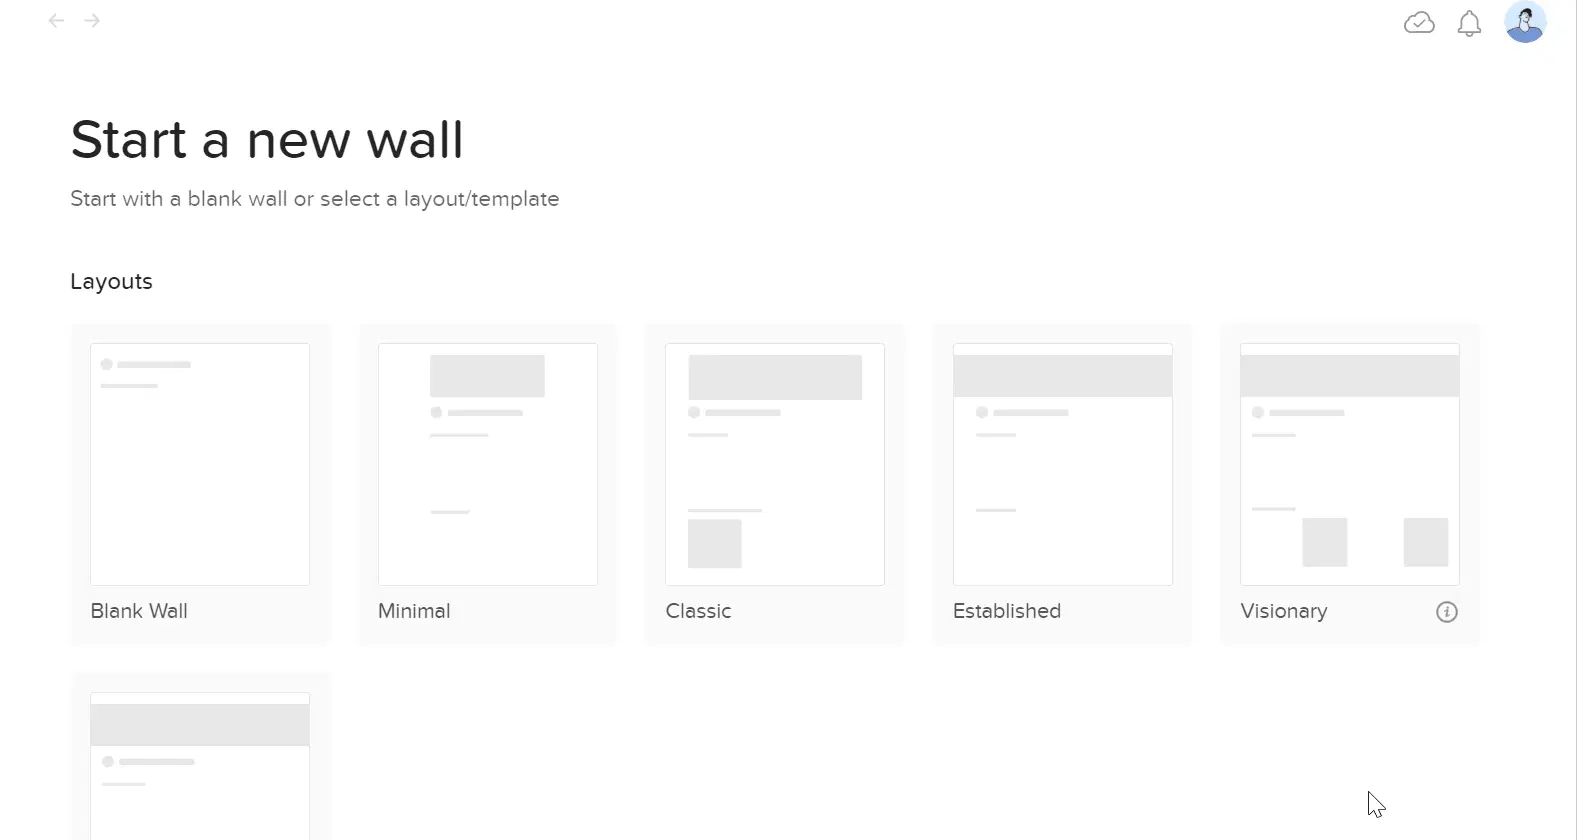 Start a new wall
Start with a blank wall or select a layout/template
Layouts
Blank Wall
Minimal
Classic
Established
Visionary